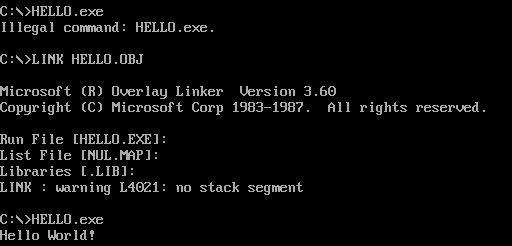 C:\>HELLO.exe
Illegal command: HELLO.exe.
C:\>LINK HELLO.OBJ
Microsoft (R) Overlay Linker  Version 3.60
Copyright (C) Microsoft Corp 1983-1987.  All rights reserved.
Run File [HELLO.EXE]:
List File [NUL.MAP]:
Libraries [.LIB]:
LINK : warning L4021: no stack segment
C:\>HELLO.exe
Hello World!